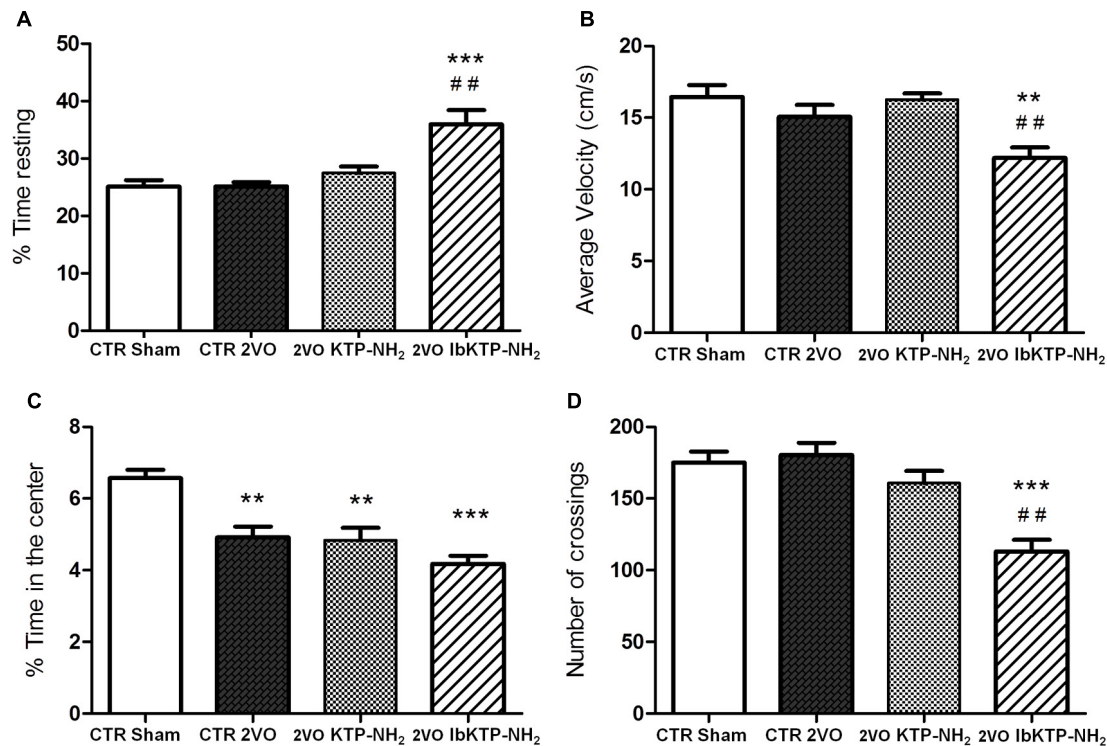 A
% Time resting
50
40
30
20
10
0
***
# #
CTR Sham CTR 2VO 2VO KTP-NH₂ 2VO IbKTP-NH₂
B
Average Velocity (cm/s)
20
15
10
5
0
**
# #
CTR Sham CTR 2VO 2VO KTP-NH₂ 2VO IbKTP-NH₂
C
% Time in the center
8
6
4
2
0
** ** ***
CTR Sham CTR 2VO 2VO KTP-NH₂ 2VO IbKTP-NH₂
D
Number of crossings
200
150
100
50
0
***
# #
CTR Sham CTR 2VO 2VO KTP-NH₂ 2VO IbKTP-NH₂